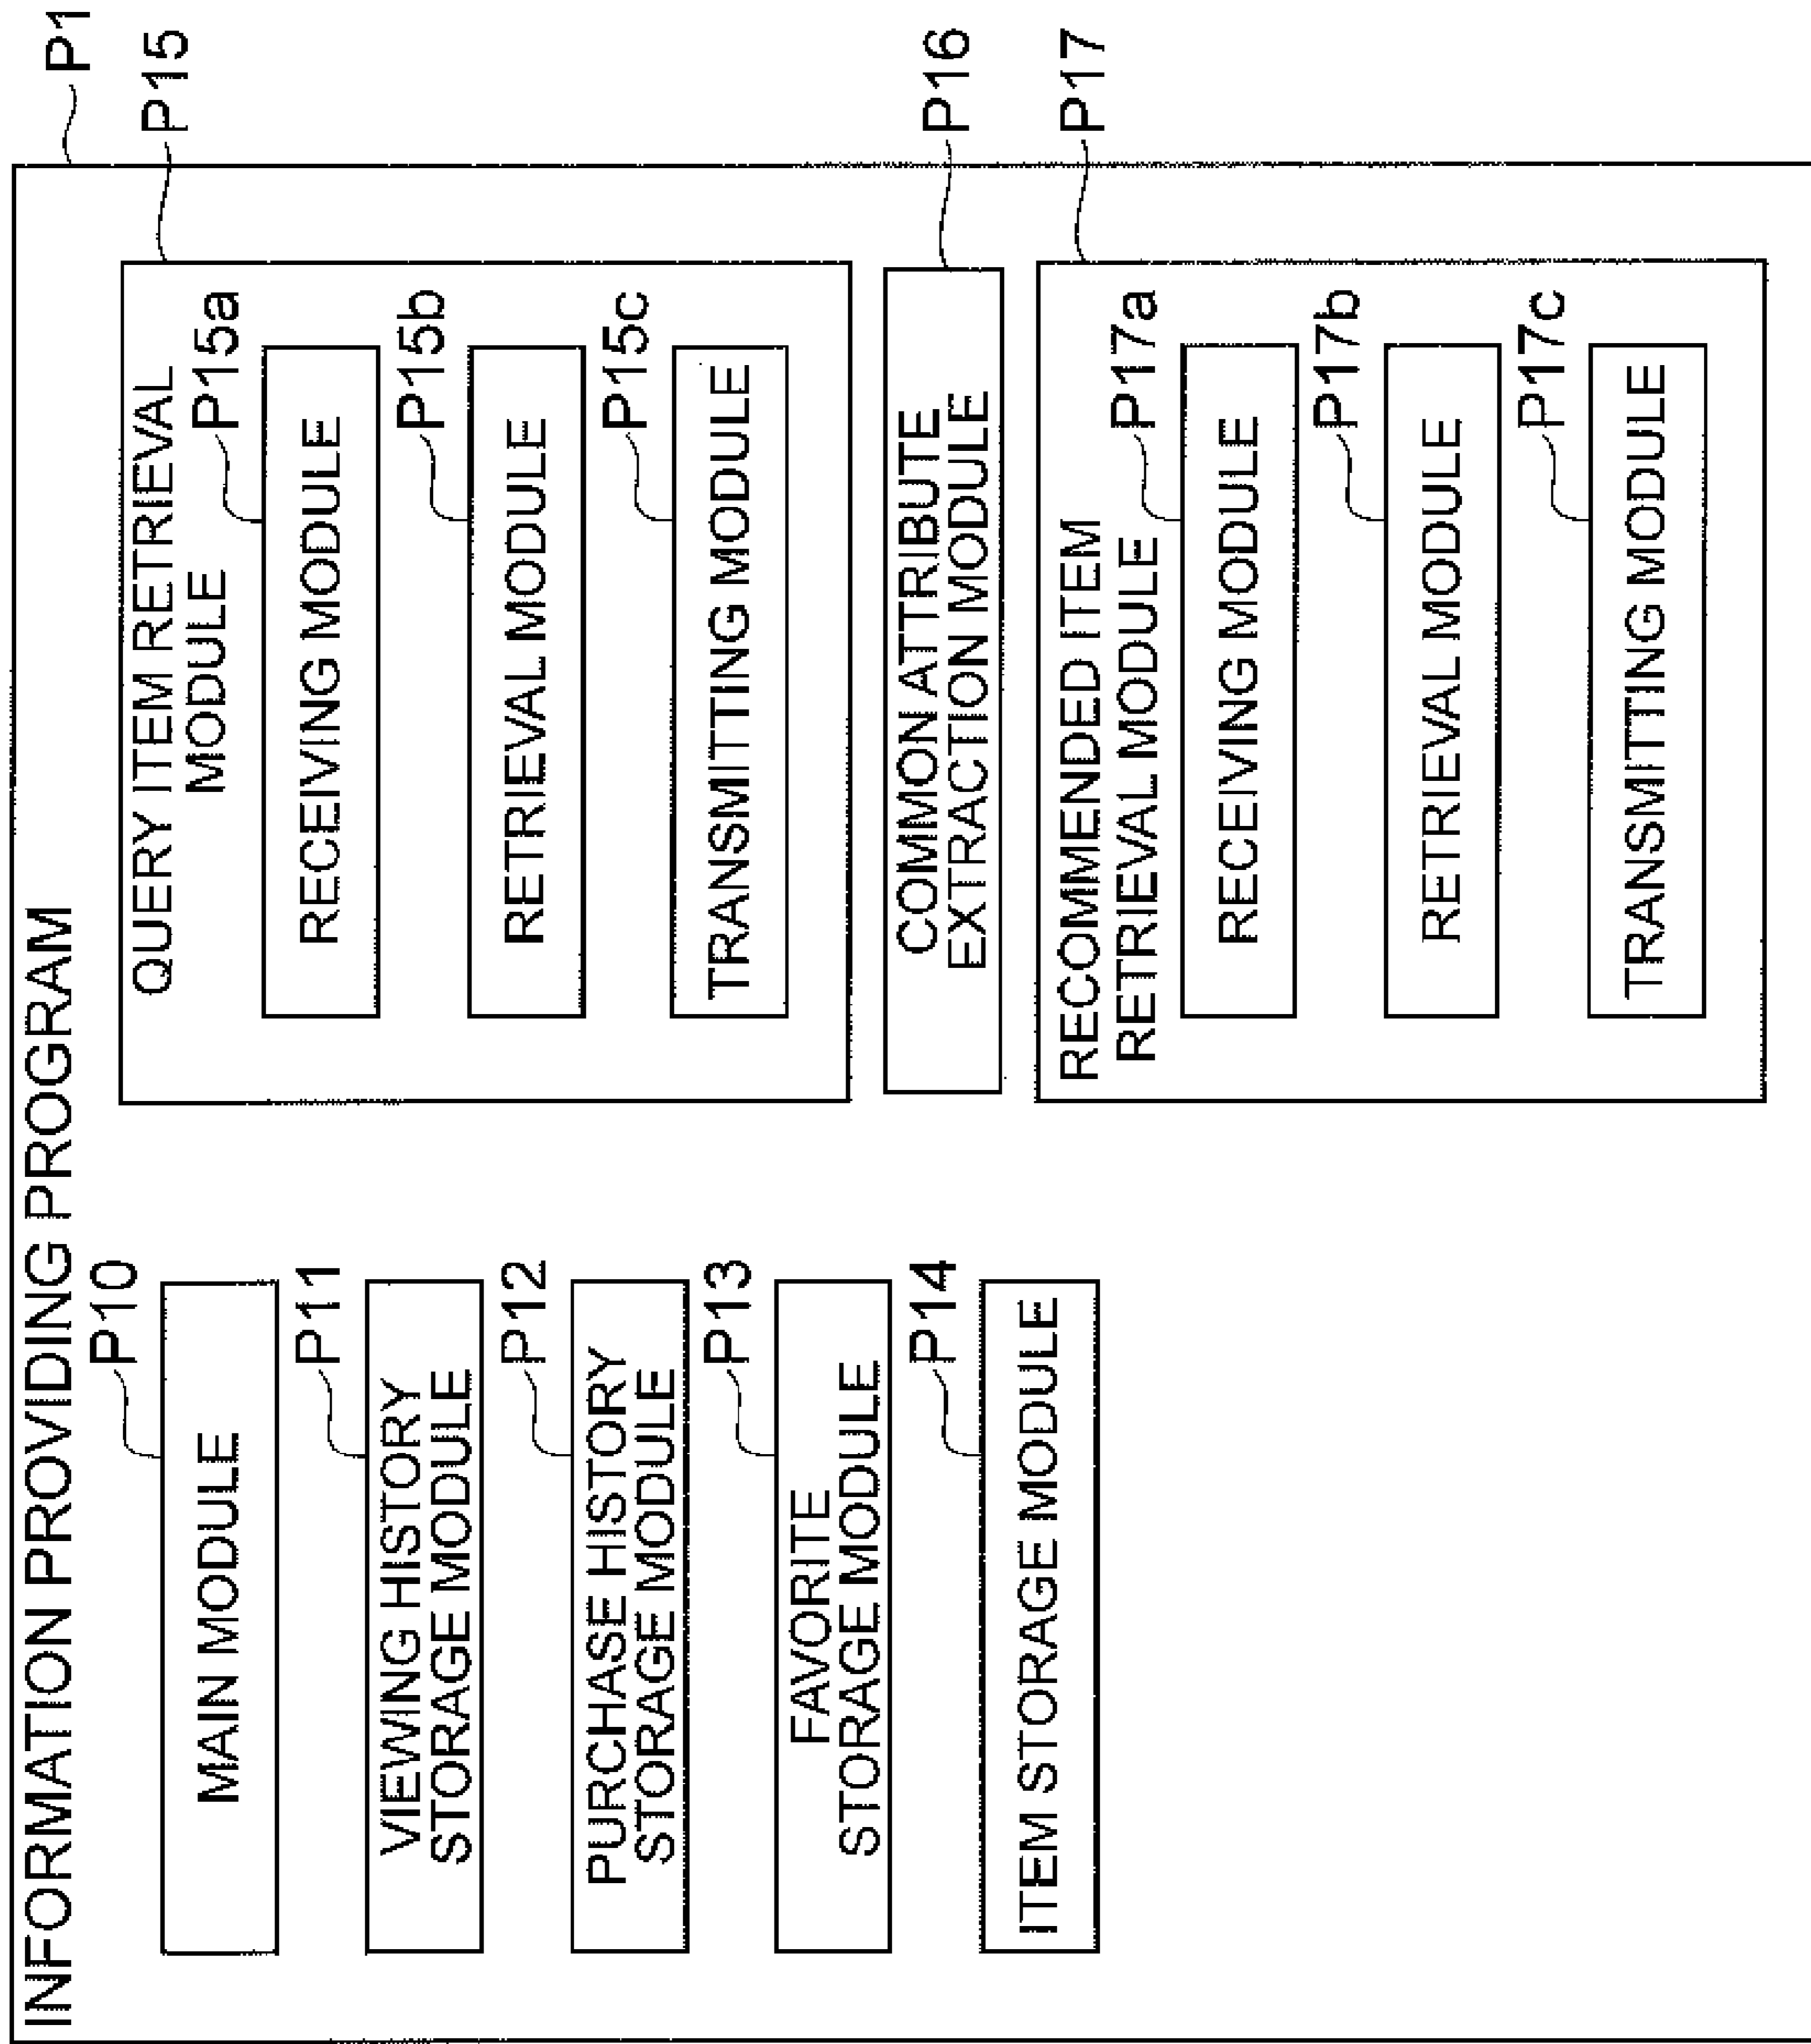 INFORMATION PROVIDING PROGRAM
P1
P10
MAIN MODULE
P11
VIEWING HISTORY
STORAGE MODULE
P12
PURCHASE HISTORY
STORAGE MODULE
P13
FAVORITE
STORAGE MODULE
P14
ITEM STORAGE MODULE
P15
QUERY ITEM RETRIEVAL
MODULE
P15a
RECEIVING MODULE
P15b
RETRIEVAL MODULE
P15c
TRANSMITTING MODULE
P16
COMMON ATTRIBUTE
EXTRACTION MODULE
P17
RECOMMENDED ITEM
RETRIEVAL MODULE
P17a
RECEIVING MODULE
P17b
RETRIEVAL MODULE
P17c
TRANSMITTING MODULE